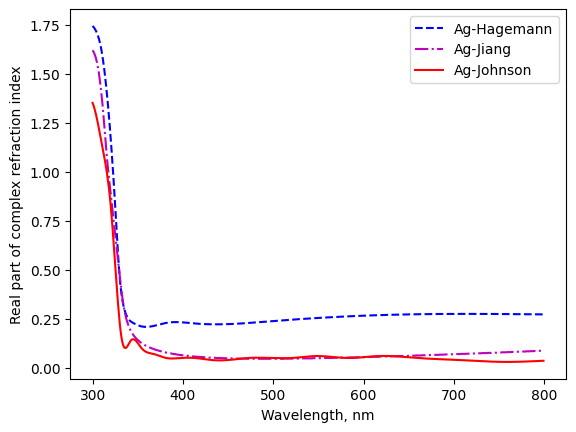 Real part of complex refraction index
1.75
1.50
1.25
1.00
0.75
0.50
0.25
0.00
Ag-Hagemann
Ag-Jiang
Ag-Johnson
300 400 500 600 700 800
Wavelength, nm